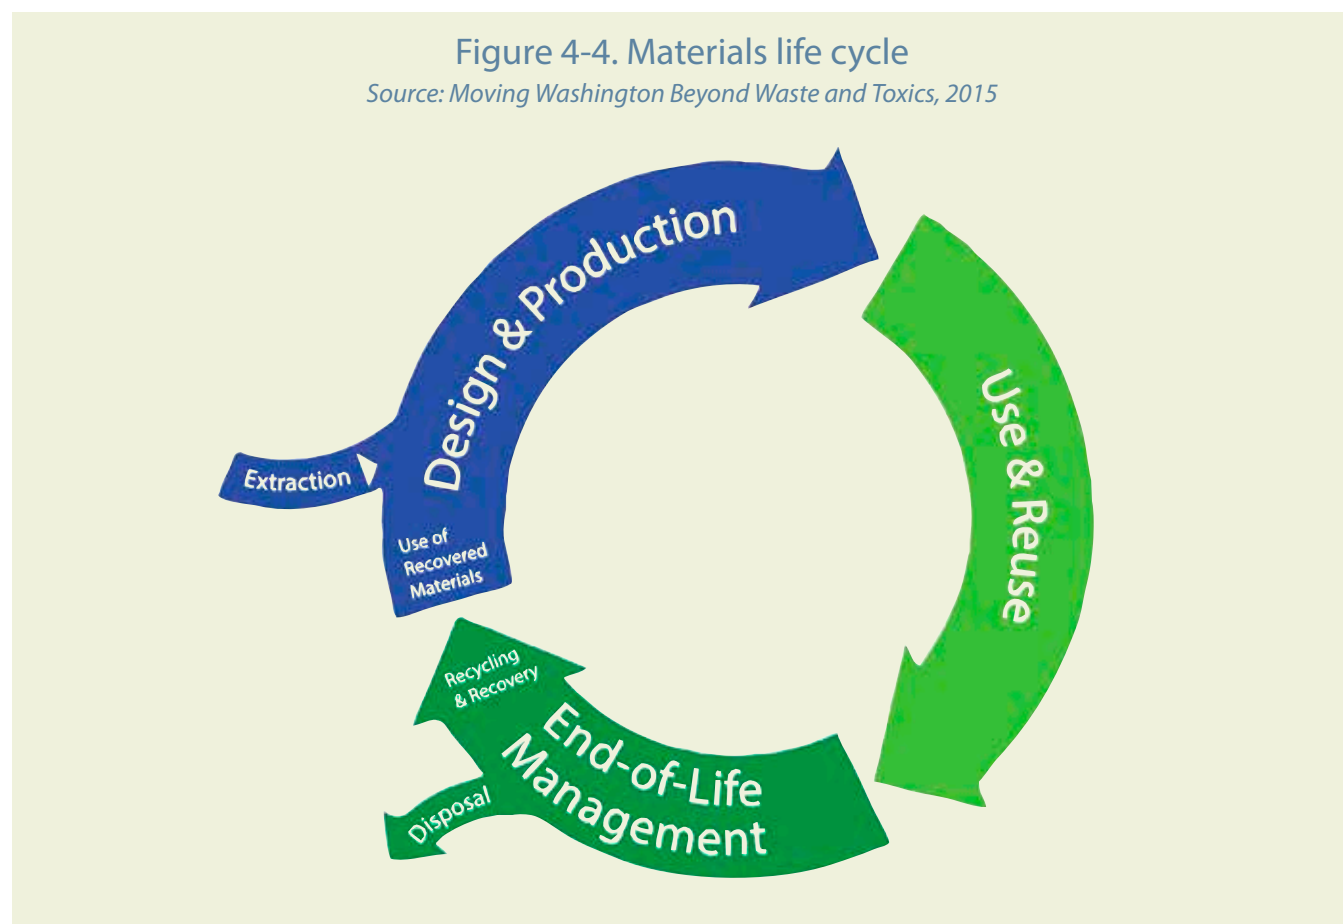 Figure 4-4. Materials life cycle
Source: Moving Washington Beyond Waste and Toxics, 2015
Design & Production
Extraction
Use of
Recovered
Materials
Use & Reuse
Recycling
& Recovery
End-of-Life
Management
Disposal